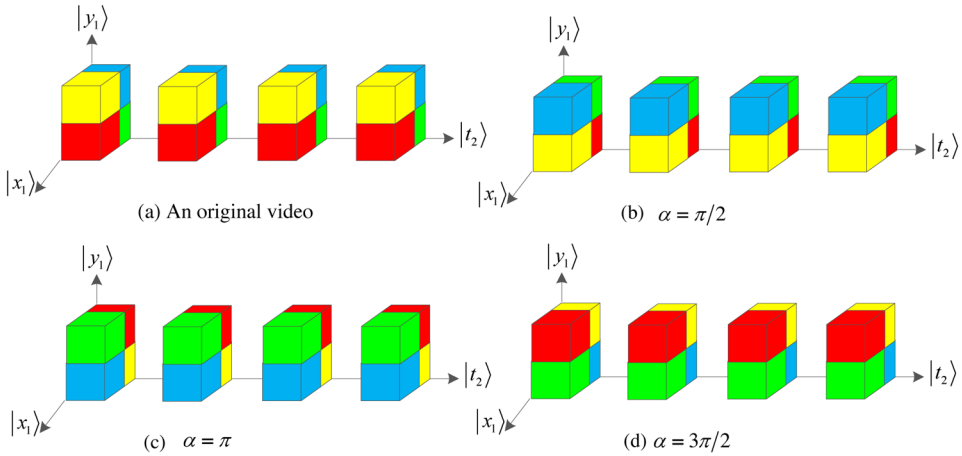 |y₁⟩
|t₂⟩
|x₁⟩
(a) An original video
|y₁⟩
|t₂⟩
|x₁⟩
(b) α = π/2
|y₁⟩
|t₂⟩
|x₁⟩
(c) α = π
|y₁⟩
|t₂⟩
|x₁⟩
(d) α = 3π/2